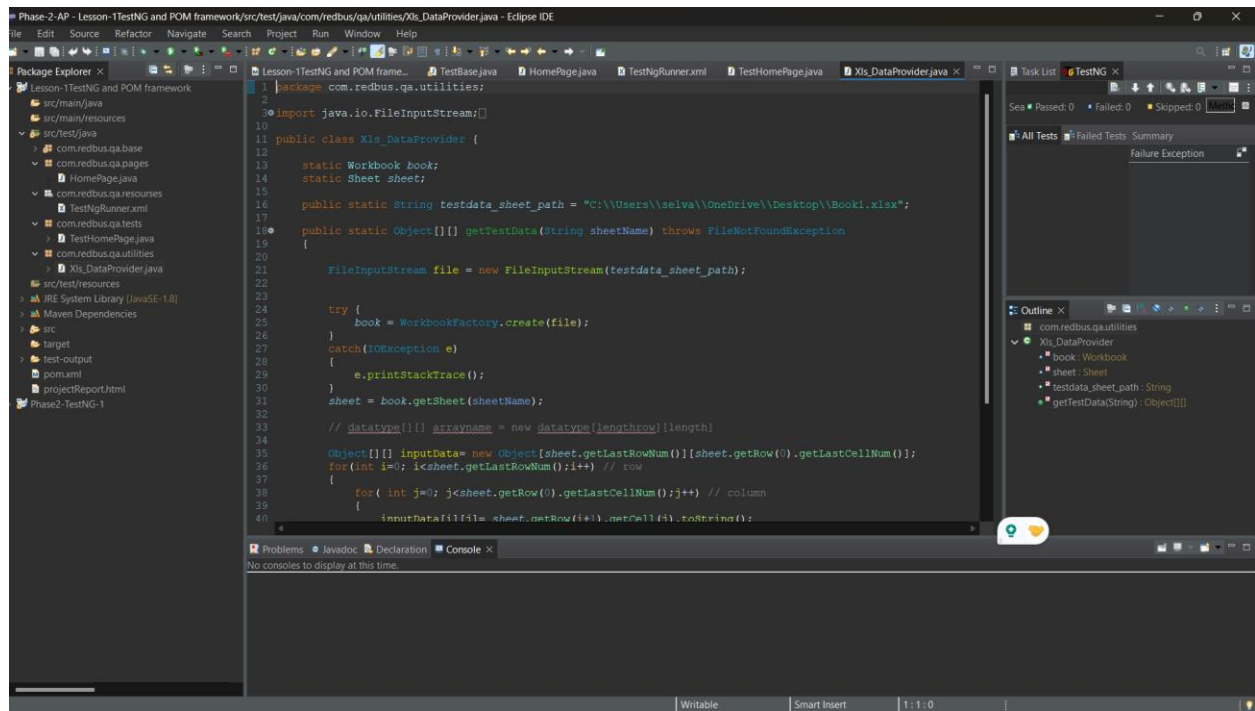 Phase-2-AP - Lesson-1TestNG and POM framework/src/test/java/com/redbus/qa/utilities/Xls_DataProvider.java - Eclipse IDE
File Edit Source Refactor Navigate Search Project Run Window Help
Package Explorer
Lesson-1TestNG and POM framework
src/main/java
src/main/resources
src/test/java
com.redbus.qa.base
com.redbus.qa.pages
HomePage.java
com.redbus.qa.resourses
TestNgRunner.xml
com.redbus.qa.tests
TestHomePage.java
com.redbus.qa.utilities
Xls_DataProvider.java
src/test/resources
JRE System Library [JavaSE-1.8]
Maven Dependencies
src
target
test-output
pom.xml
projectReport.html
Phase2-TestNG-1
Lesson-1TestNG and POM frame... TestBase.java HomePage.java TestNgRunner.xml TestHomePage.java Xls_DataProvider.java
1 package com.redbus.qa.utilities;
2
3 import java.io.FileInputStream;
10
11 public class Xls_DataProvider {
12
13 static Workbook book;
14 static Sheet sheet;
15
16 public static String testdata_sheet_path = "C:\\Users\\selva\\OneDrive\\Desktop\\Book1.xlsx";
17
18 public static Object[][] getTestData(String sheetName) throws FileNotFoundException
19 {
20
21 FileInputStream file = new FileInputStream(testdata_sheet_path);
22
23
24 try {
25 book = WorkbookFactory.create(file);
26 }
27 catch(IOException e)
28 {
29 e.printStackTrace();
30 }
31 sheet = book.getSheet(sheetName);
32
33 // datatype[][] arrayname = new datatype[lengthrow][length]
34
35 Object[][] inputData= new Object[sheet.getLastRowNum()][sheet.getRow(0).getLastCellNum()];
36 for(int i=0; i<sheet.getLastRowNum();i++) // row
37 {
38 for( int j=0; j<sheet.getRow(0).getLastCellNum();j++) // column
39 {
40 inputData[i][j]= sheet.getRow(i+1).getCell(j).toString();
Task List TestNG
Sea Passed: 0 Failed: 0 Skipped: 0
All Tests Failed Tests Summary
Failure Exception
Outline
com.redbus.qa.utilities
Xls_DataProvider
book : Workbook
sheet : Sheet
testdata_sheet_path : String
getTestData(String) : Object[][]
Problems Javadoc Declaration Console
No consoles to display at this time.
Writable Smart Insert 1 : 1 : 0